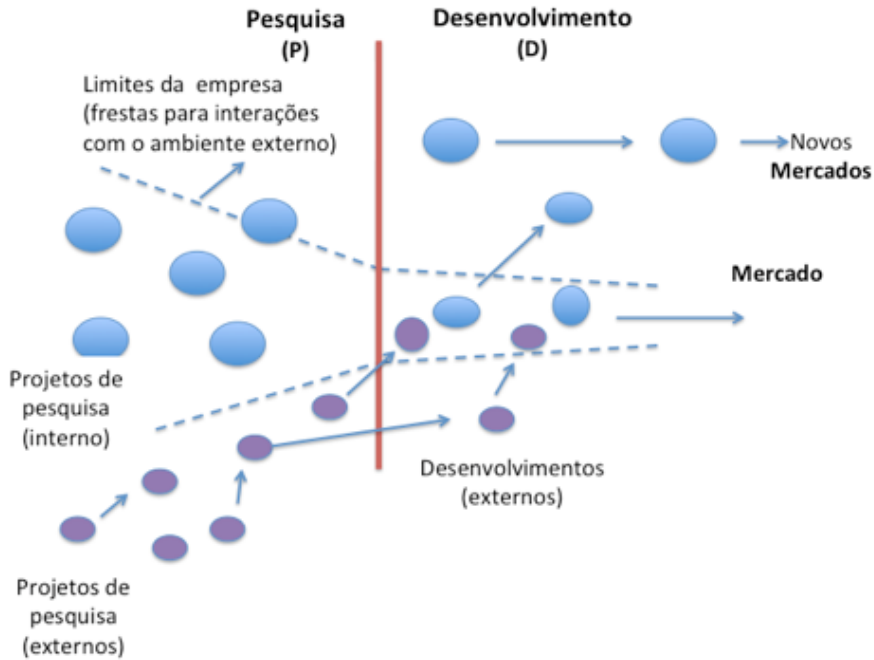 Pesquisa
(P)
Desenvolvimento
(D)
Limites da empresa
(frestas para interações
com o ambiente externo)
Novos
Mercados
Mercado
Projetos de
pesquisa
(interno)
Desenvolvimentos
(externos)
Projetos de
pesquisa
(externos)